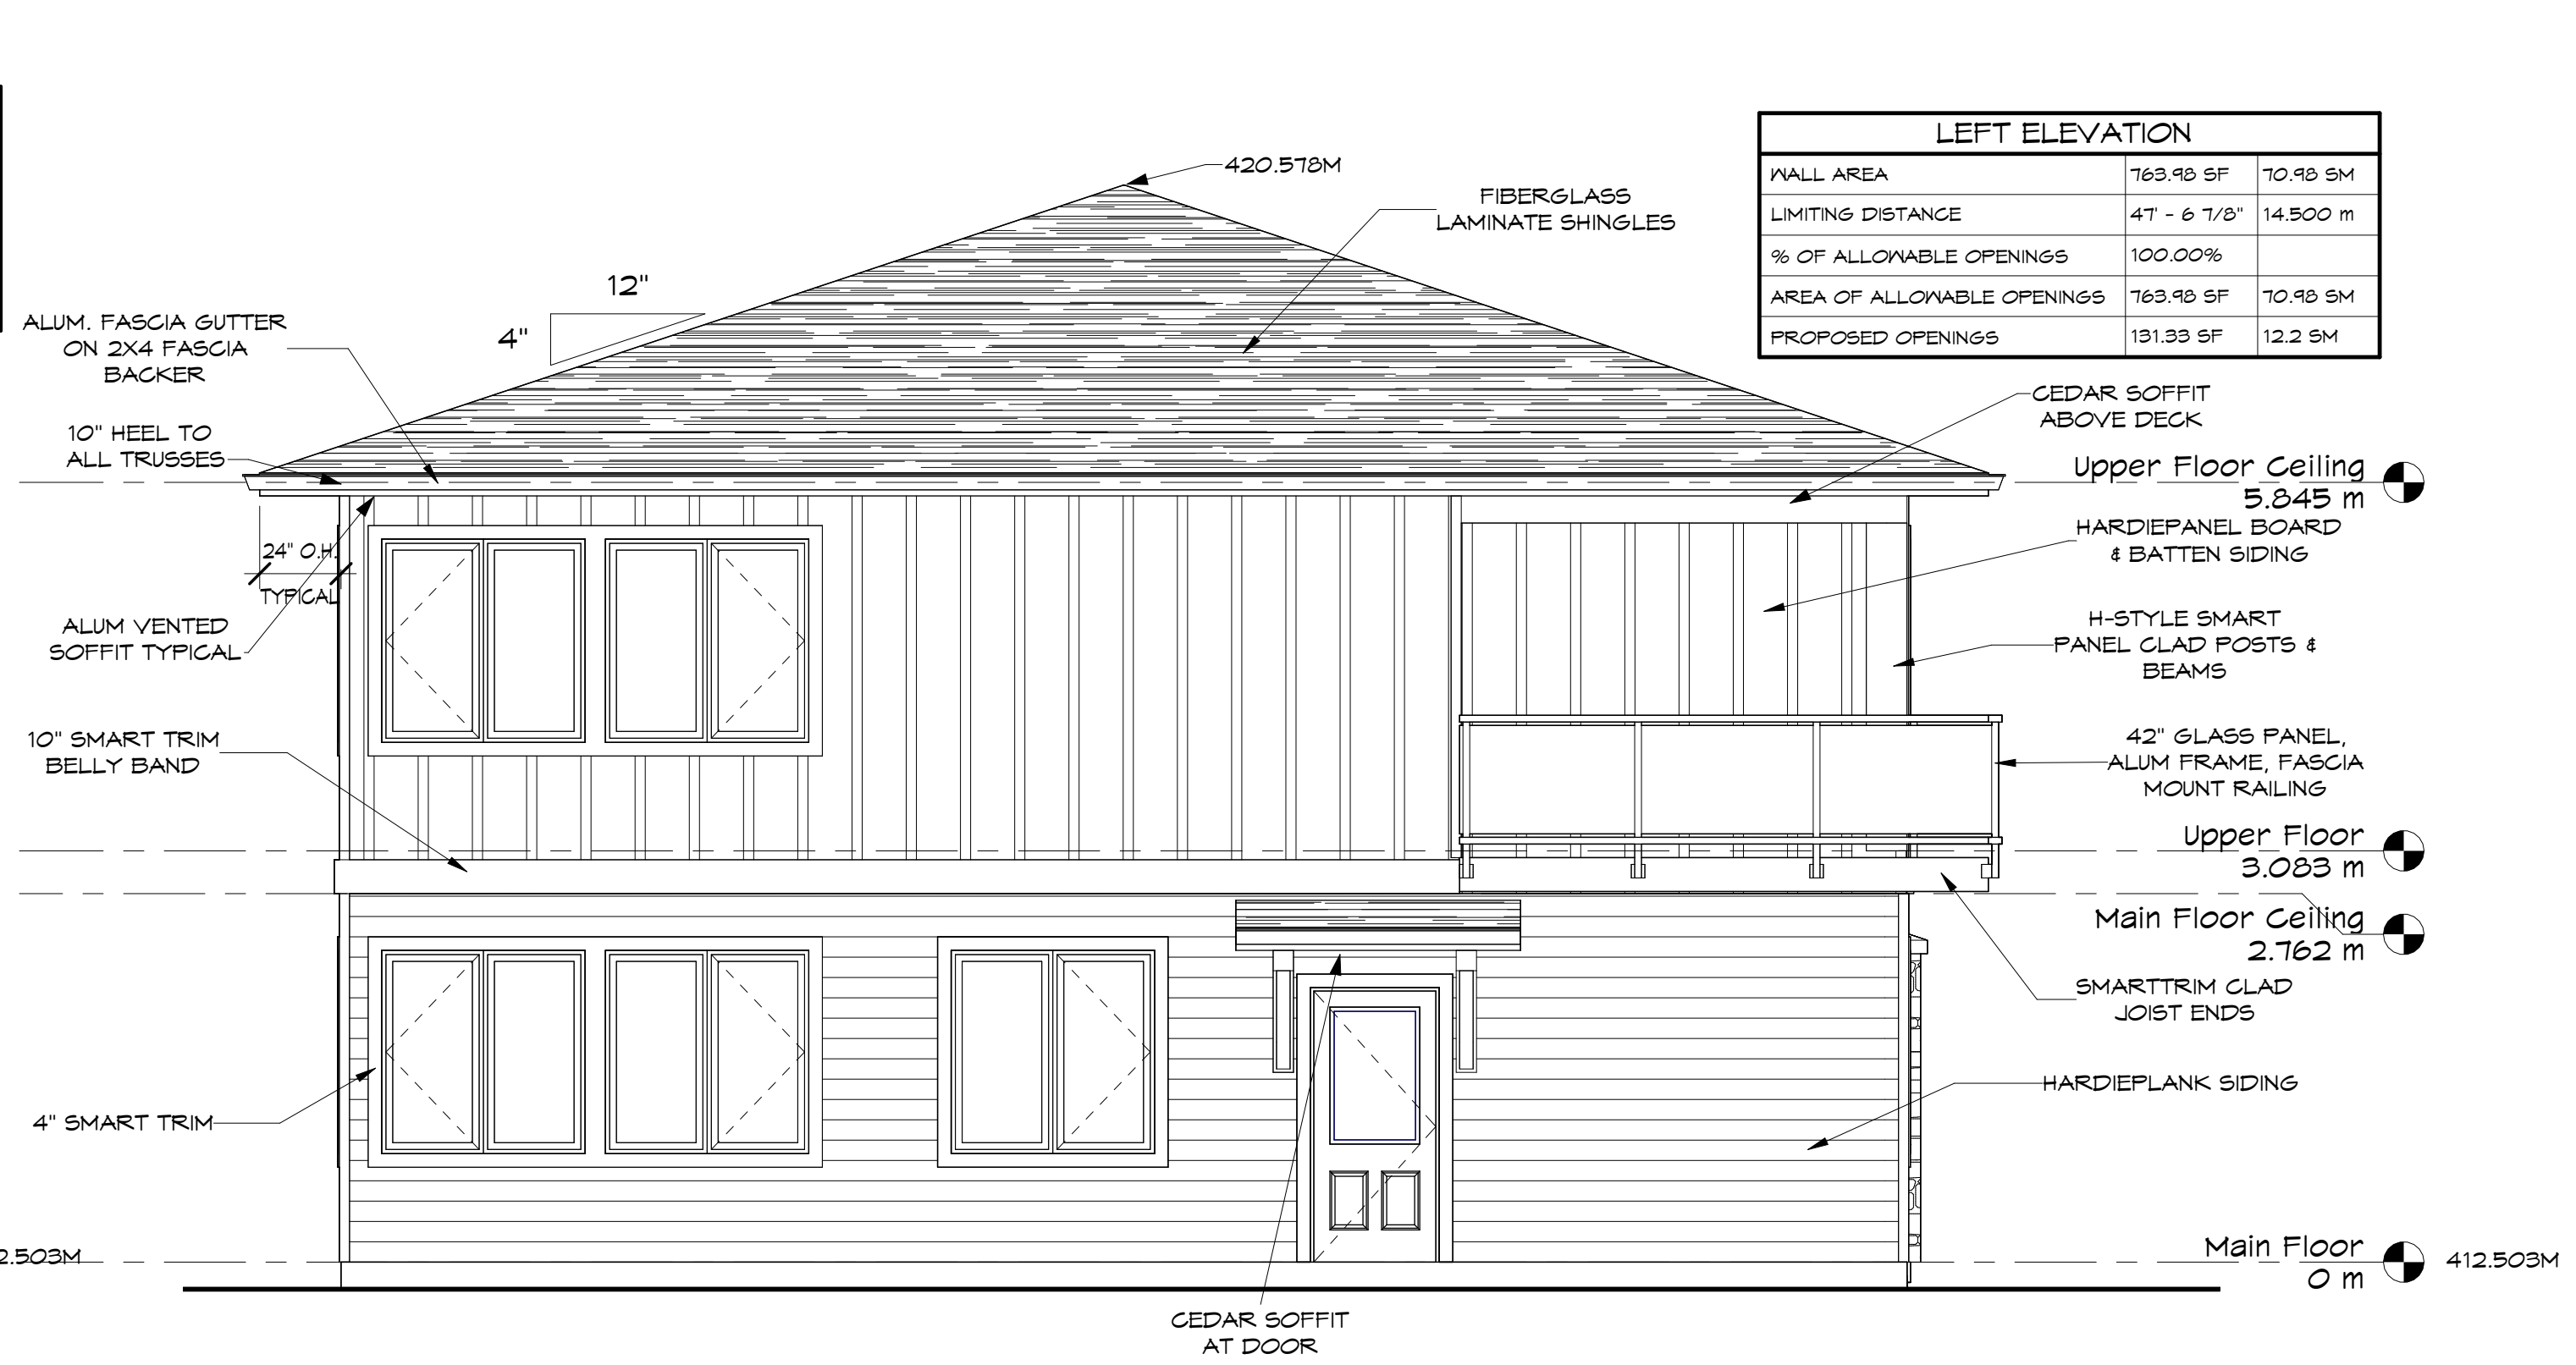 420.578M
FIBERGLASS
LAMINATE SHINGLES
12"
4"
LEFT ELEVATION
WALL AREA 763.98 SF 70.98 SM
LIMITING DISTANCE 47' - 6 7/8" 14.500 m
% OF ALLOWABLE OPENINGS 100.00%
AREA OF ALLOWABLE OPENINGS 763.98 SF 70.98 SM
PROPOSED OPENINGS 131.33 SF 12.2 SM
ALUM. FASCIA GUTTER
ON 2X4 FASCIA
BACKER
10" HEEL TO
ALL TRUSSES
24" O.H.
TYPICAL
ALUM VENTED
SOFFIT TYPICAL
10" SMART TRIM
BELLY BAND
4" SMART TRIM
2.503M
CEDAR SOFFIT
ABOVE DECK
Upper Floor Ceiling
5.845 m
HARDIEPANEL BOARD
& BATTEN SIDING
H-STYLE SMART
PANEL CLAD POSTS &
BEAMS
42" GLASS PANEL,
ALUM FRAME, FASCIA
MOUNT RAILING
Upper Floor
3.083 m
Main Floor Ceiling
2.762 m
SMARTTRIM CLAD
JOIST ENDS
HARDIEPLANK SIDING
Main Floor
0 m
412.503M
CEDAR SOFFIT
AT DOOR